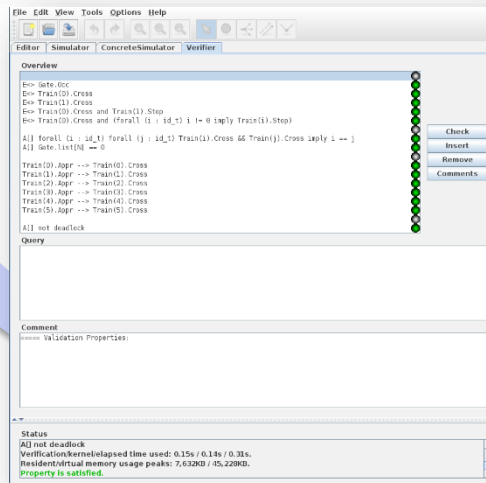 File Edit View Tools Options Help
Editor Simulator ConcreteSimulator Verifier
Overview
E<> Gate.Occ
E<> Train(0).Cross
E<> Train(1).Cross
E<> Train(0).Cross and Train(1).Stop
E<> Train(0).Cross and (forall (i : id_t) i != 0 imply Train(i).Stop)
A[] forall (i : id_t) forall (j : id_t) Train(i).Cross && Train(j).Cross imply i == j
A[] Gate.list[N] == 0
Train(0).Appr --> Train(0).Cross
Train(1).Appr --> Train(1).Cross
Train(2).Appr --> Train(2).Cross
Train(3).Appr --> Train(3).Cross
Train(4).Appr --> Train(4).Cross
Train(5).Appr --> Train(5).Cross
A[] not deadlock
Check
Insert
Remove
Comments
Query
Comment
===== Validation Properties:
Status
A[] not deadlock
Verification/kernel/elapsed time used: 0.15s / 0.14s / 0.31s.
Resident/virtual memory usage peaks: 7,632KB / 45,228KB.
Property is satisfied.